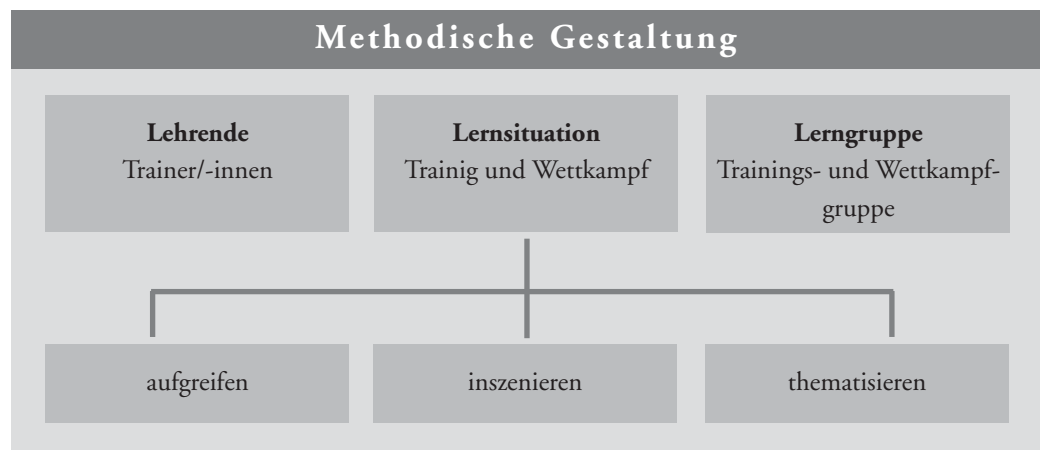 Methodische Gestaltung
Lehrende
Trainer/-innen
Lernsituation
Trainig und Wettkampf
Lerngruppe
Trainings- und Wettkampf-
gruppe
aufgreifen
inszenieren
thematisieren